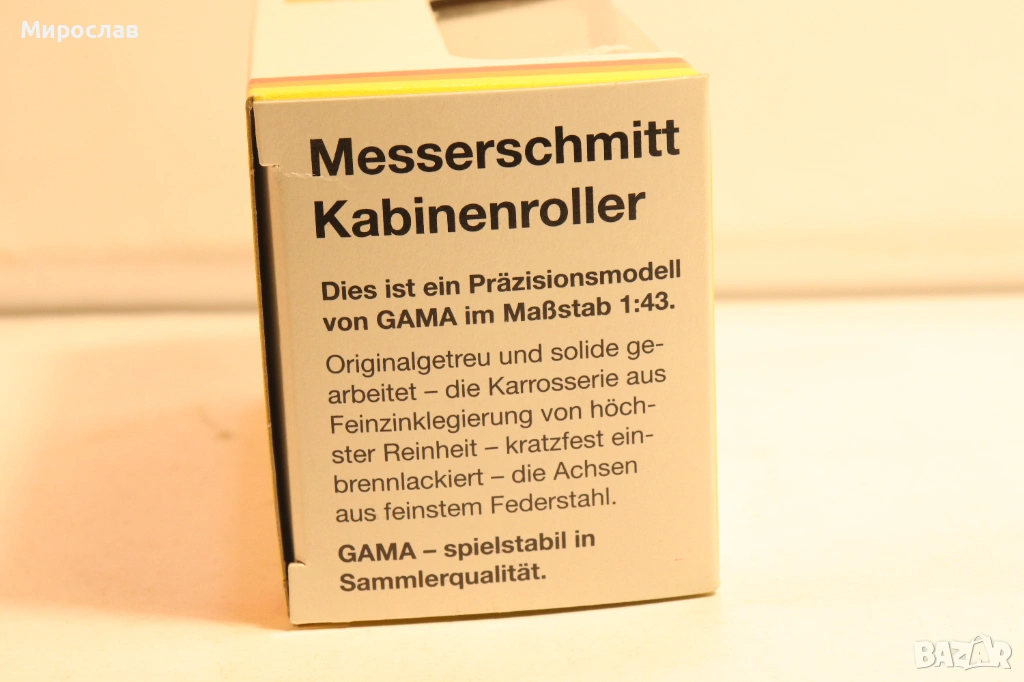 Мирослав
Messerschmitt
Kabinenroller
Dies ist ein Präzisionsmodell
von GAMA im Maßstab 1:43.
Originalgetreu und solide ge-
arbeitet – die Karrosserie aus
Feinzinklegierung von höch-
ster Reinheit – kratzfest ein-
brennlackiert – die Achsen
aus feinstem Federstahl.
GAMA – spielstabil in
Sammlerqualität.
BAZAR